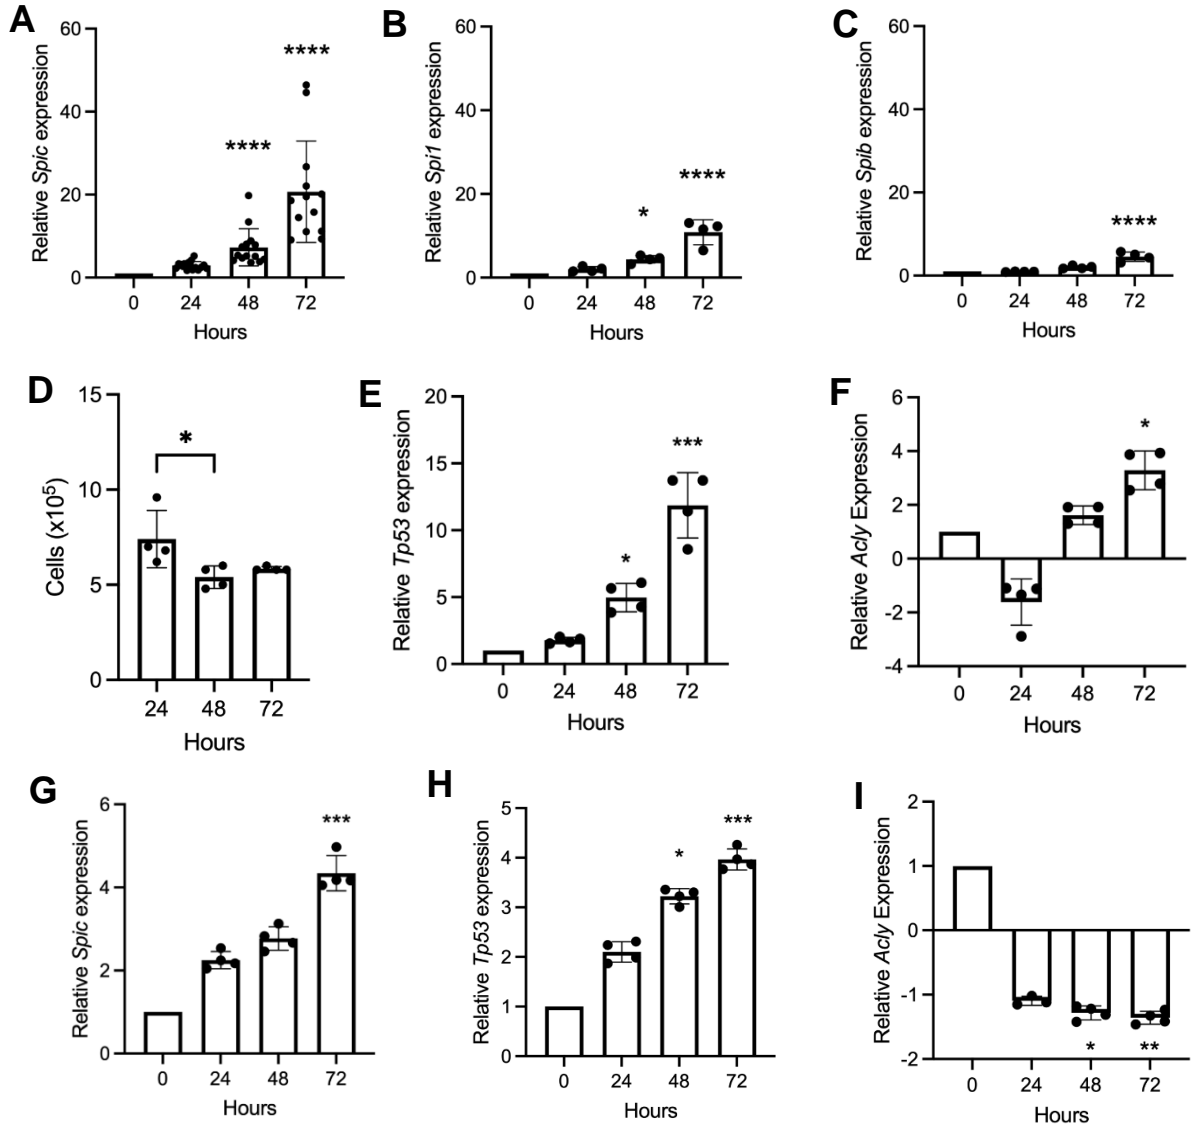 A
Relative Spic expression
60
40
20
0
****
****
0 24 48 72
Hours
B
Relative Spi1 expression
60
40
20
0
*
****
0 24 48 72
Hours
C
Relative Spib expression
60
40
20
0
****
0 24 48 72
Hours
D
Cells (x10⁵)
15
10
5
0
*
24 48 72
Hours
E
Relative Tp53 expression
20
15
10
5
0
*
***
0 24 48 72
Hours
F
Relative Acly Expression
6
4
2
0
-2
-4
*
0 24 48 72
Hours
G
Relative Spic expression
6
4
2
0
***
0 24 48 72
Hours
H
Relative Tp53 expression
5
4
3
2
1
0
*
***
0 24 48 72
Hours
I
Relative Acly Expression
2
1
0
-1
-2
* **
0 24 48 72
Hours